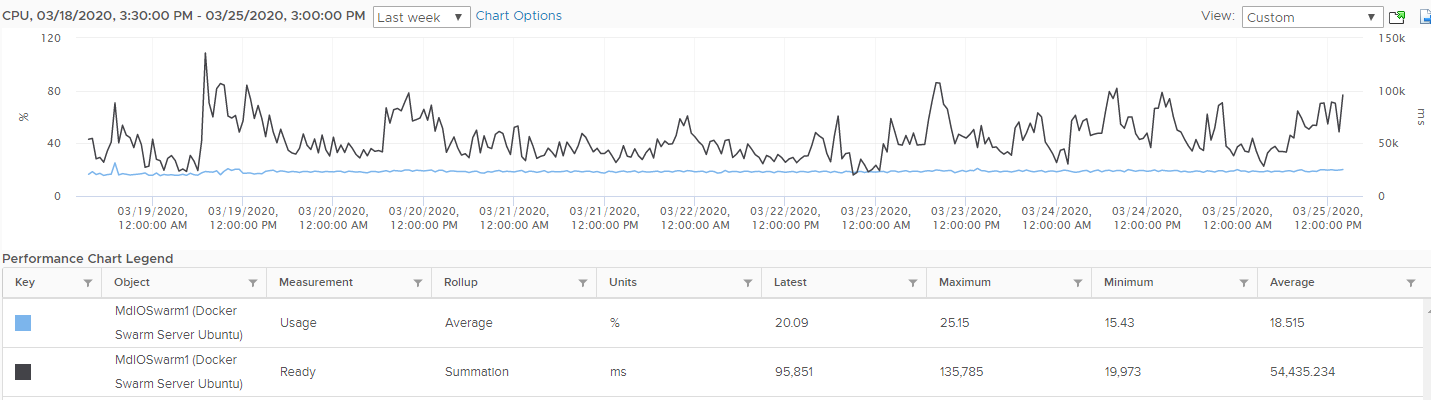 CPU, 03/18/2020, 3:30:00 PM - 03/25/2020, 3:00:00 PM Last week Chart Options View: Custom
120 150k
80 100k
% ms
40 50k
0 0
03/19/2020, 03/19/2020, 03/20/2020, 03/20/2020, 03/21/2020, 03/21/2020, 03/22/2020, 03/22/2020, 03/23/2020, 03/23/2020, 03/24/2020, 03/24/2020, 03/25/2020, 03/25/2020,
12:00:00 AM 12:00:00 PM 12:00:00 AM 12:00:00 PM 12:00:00 AM 12:00:00 PM 12:00:00 AM 12:00:00 PM 12:00:00 AM 12:00:00 PM 12:00:00 AM 12:00:00 PM 12:00:00 AM 12:00:00 PM
Performance Chart Legend
Key Object Measurement Rollup Units Latest Maximum Minimum Average
MdIOSwarm1 (Docker
Swarm Server Ubuntu) Usage Average % 20.09 25.15 15.43 18.515
MdIOSwarm1 (Docker
Swarm Server Ubuntu) Ready Summation ms 95,851 135,785 19,973 54,435.234